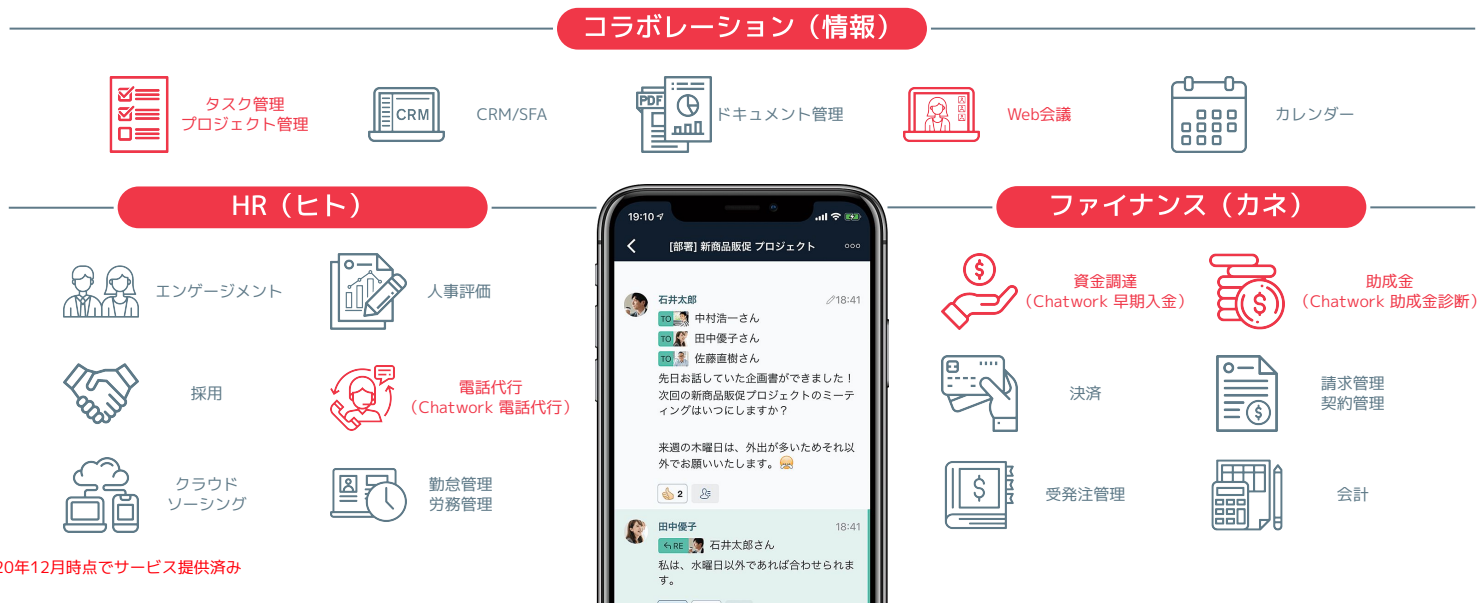 コラボレーション（情報）
タスク管理
プロジェクト管理
CRM
CRM/SFA
PDF
ドキュメント管理
Web会議
カレンダー
HR（ヒト）
エンゲージメント
人事評価
採用
電話代行
（Chatwork 電話代行）
クラウド
ソーシング
勤怠管理
労務管理
20年12月時点でサービス提供済み
19:10
[部署] 新商品販促 プロジェクト
石井太郎
18:41
TO 中村浩一さん
TO 田中優子さん
TO 佐藤直樹さん
先日お話していた企画書ができました！
次回の新商品販促プロジェクトのミーテ
ィングはいつにしますか？
来週の木曜日は、外出が多いためそれ以
外でお願いいたします。
2
田中優子
18:41
RE 石井太郎さん
私は、水曜日以外であれば合わせられま
す。
ファイナンス（カネ）
$
資金調達
（Chatwork 早期入金）
$
助成金
（Chatwork 助成金診断）
決済
$
請求管理
契約管理
$
受発注管理
会計